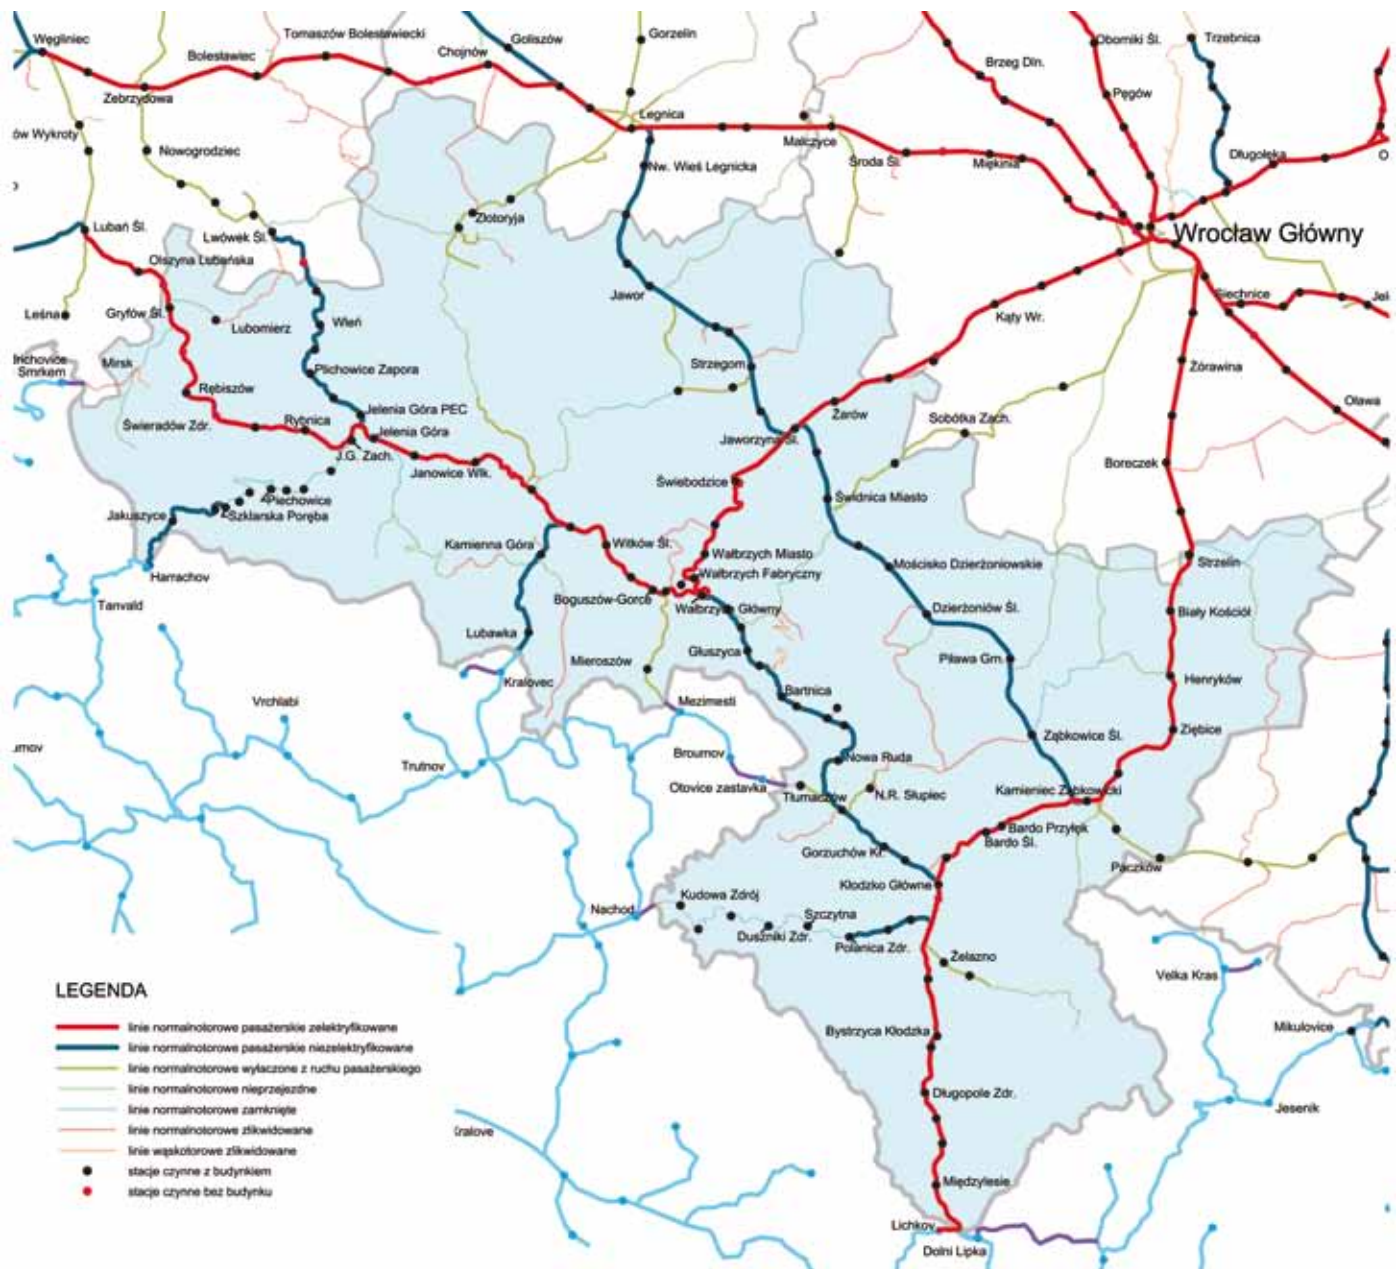 Węgliniec
Tomaszów Bolesławiecki
Bolesławiec
Chojnów
Goliszów
Gorzelin
Brzeg Dln.
Oborniki Śl.
Trzebnica
Zebrzydowa
Pęgów
Legnica
ów Wykroty
Nowogrodziec
Malczyce
Środa Śl.
Miękinia
Długołęka
Nw. Wieś Legnicka
Złotoryja
Lubań Śl.
Lwówek Śl.
Wrocław Główny
Olszyna Lubańska
Jawor
Siechnice
Jel
Leśna
Gryfów Śl.
Lubomierz
Wleń
Kąty Wr.
Mirsk
Smrkem
Plichowice Zapora
Strzegom
Żórawina
Rębiszów
Oława
Świeradów Zdr.
Rybnica
Jelenia Góra PEC
Jelenia Góra
Żarów
Sobótka Zach.
Jaworzyna Śl.
J.G. Zach.
Janowice Wlk.
Boreczek
Świebodzice
Piechowice
Świdnica Miasto
Jakuszyce
Szklarska Poręba
Kamienna Góra
Witków Śl.
Wałbrzych Miasto
Mościsko Dzierżoniowskie
Strzelin
Harrachov
Wałbrzych Fabryczny
Tanvald
Boguszów-Gorce
Wałbrzych Główny
Dzierżoniów Śl.
Biały Kościół
Lubawka
Głuszyca
Mieroszów
Piława Grn.
Kralovec
Bartnica
Henryków
Vrchlabi
Mezimesti
Ziębice
Ząbkowice Śl.
Trutnov
Broumov
Nowa Ruda
Otovice zastavka
Tłumaczów
N.R. Słupiec
Kamieniec Ząbkowicki
Bardo Przyłęk
Bardo Śl.
Gorzuchów Kł.
Paczków
Kłodzko Główne
Kudowa Zdrój
Nachod
Szczytna
Duszniki Zdr.
Polanica Zdr.
Żelazno
Velka Kras
LEGENDA
linie normalnotorowe pasażerskie zelektryfikowane
linie normalnotorowe pasażerskie niezelektryfikowane
linie normalnotorowe wyłaczone z ruchu pasażerskiego
linie normalnotorowe nieprzejezdne
linie normalnotorowe zamknięte
linie normalnotorowe zlikwidowane
linie wąskotorowe zlikwidowane
stacje czynne z budynkiem
stacje czynne bez budynku
Bystrzyca Kłodzka
Mikulovice
Długopole Zdr.
Jesenik
Kralove
Międzylesie
Lichkov
Dolni Lipka